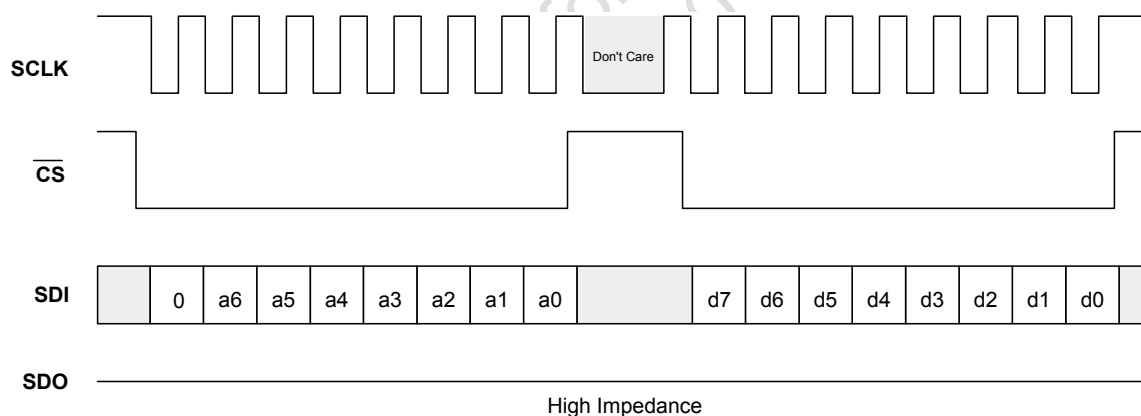 SCLK
Don't Care
CS
SDI 0 a6 a5 a4 a3 a2 a1 a0 d7 d6 d5 d4 d3 d2 d1 d0
SDO
High Impedance